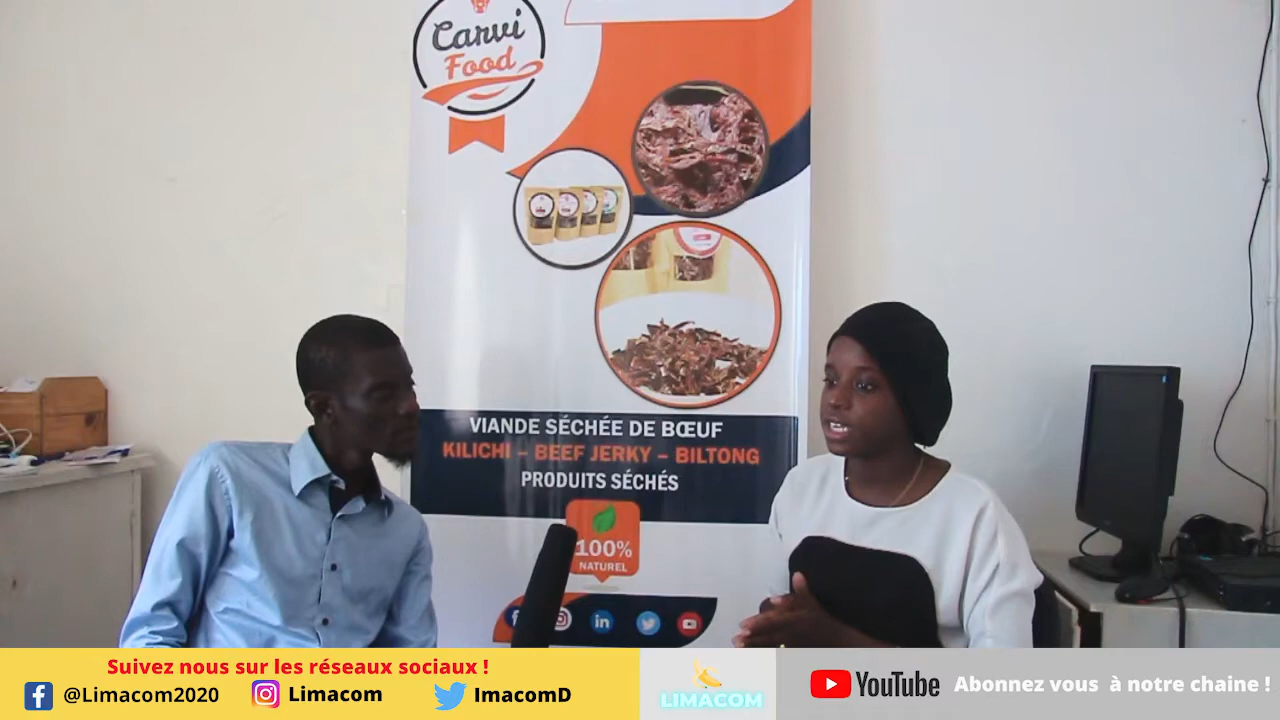 Carvi
Food
VIANDE SÉCHÉE DE BŒUF
KILICHI – BEEF JERKY – BILTONG
PRODUITS SÉCHÉS
100%
NATUREL
Suivez nous sur les réseaux sociaux !
@Limacom2020
Limacom
ImacomD
LIMACOM
YouTube
Abonnez vous à notre chaine !